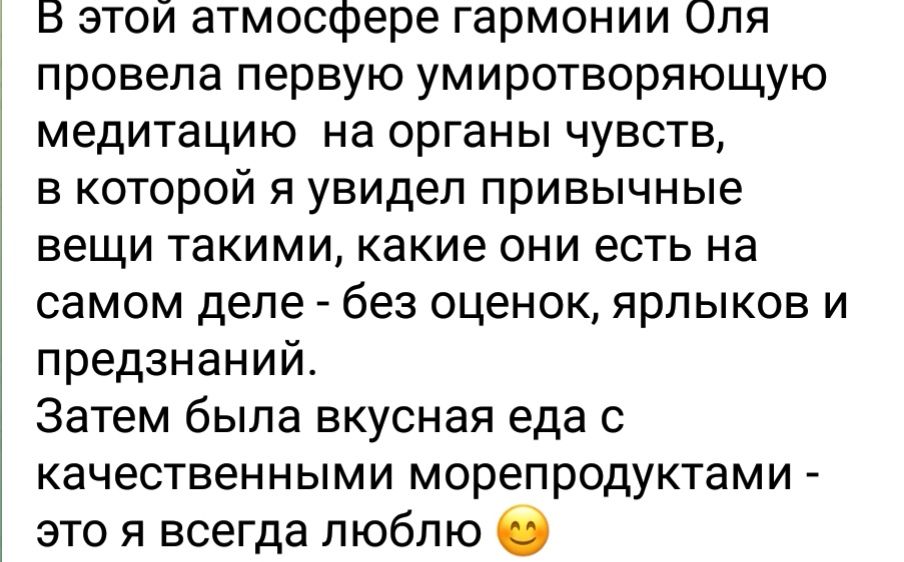 В этой атмосфере гармонии Оля
провела первую умиротворяющую
медитацию  на органы чувств,
в которой я увидел привычные
вещи такими, какие они есть на
самом деле - без оценок, ярлыков и
предзнаний.
Затем была вкусная еда с
качественными морепродуктами -
это я всегда люблю 😊